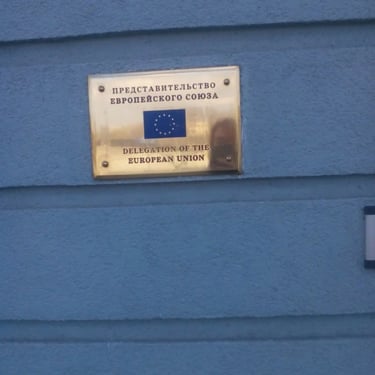 ПРЕДСТАВИТЕЛЬСТВО
ЕВРОПЕЙСКОГО СОЮЗА
DELEGATION OF THE
EUROPEAN UNION